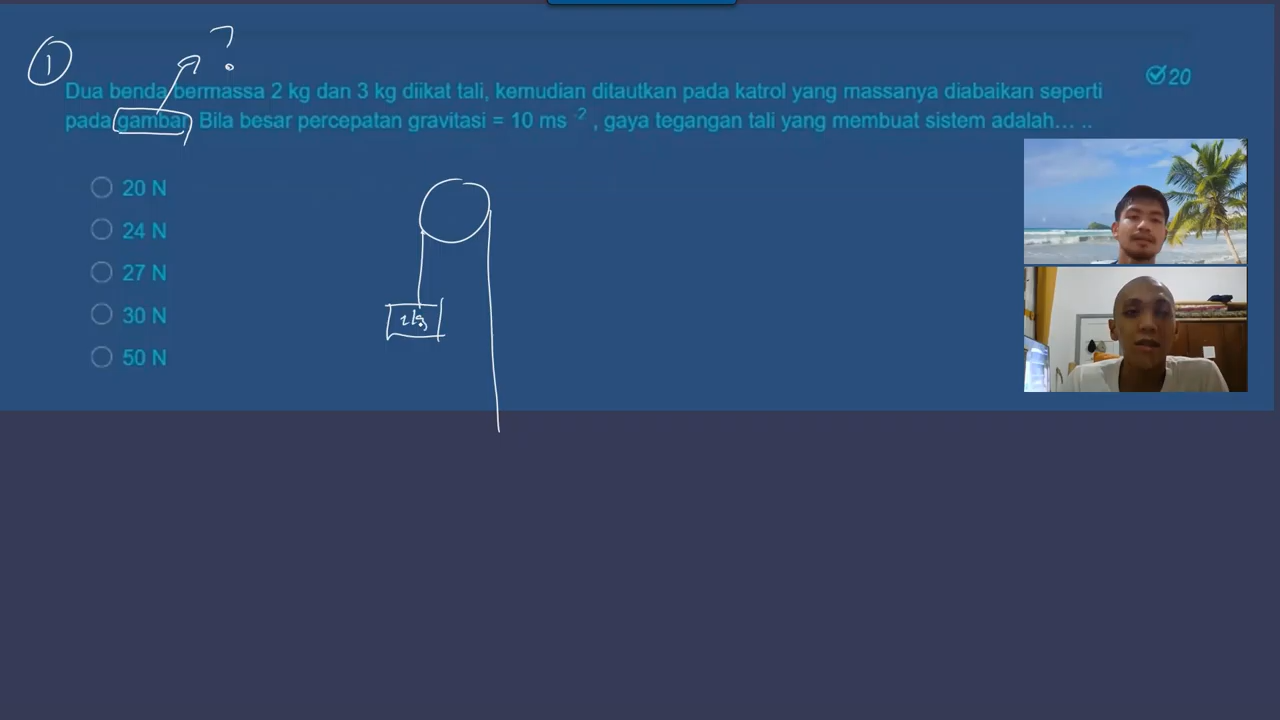 ① ?
20
Dua benda bermassa 2 kg dan 3 kg diikat tali, kemudian ditautkan pada katrol yang massanya diabaikan seperti
pada gambar. Bila besar percepatan gravitasi = 10 ms ⁻² , gaya tegangan tali yang membuat sistem adalah... ..
20 N
24 N
27 N
30 N
50 N
2kg